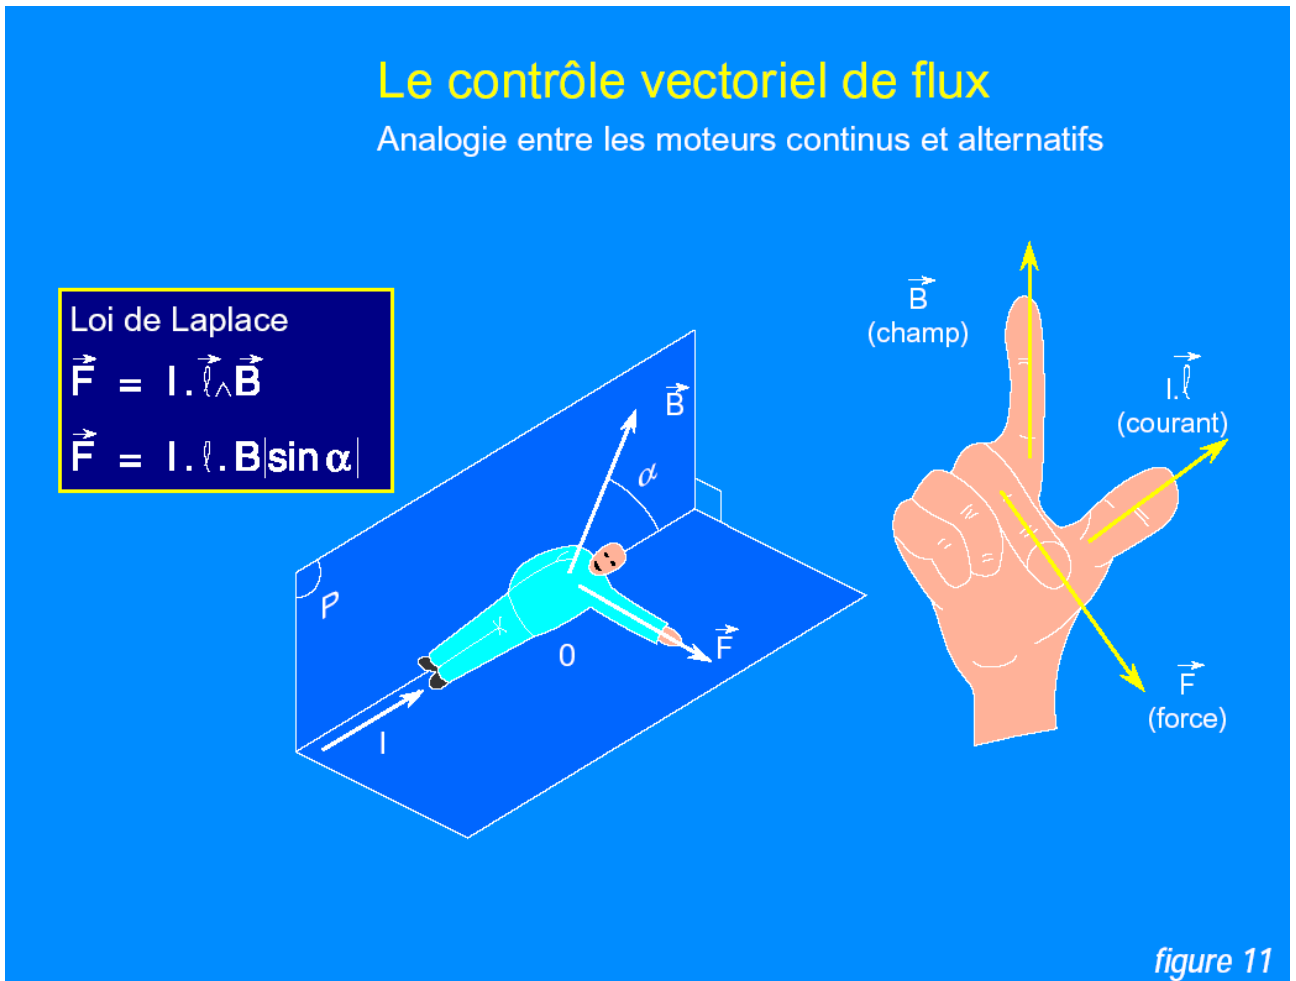 Le contrôle vectoriel de flux
Analogie entre les moteurs continus et alternatifs
Loi de Laplace
F⃗ = I . ℓ⃗ ∧ B⃗
F⃗ = I . ℓ . B |sin α|
B⃗
α
P
0
F⃗
I
B⃗
(champ)
I.ℓ⃗
(courant)
F⃗
(force)
figure 11